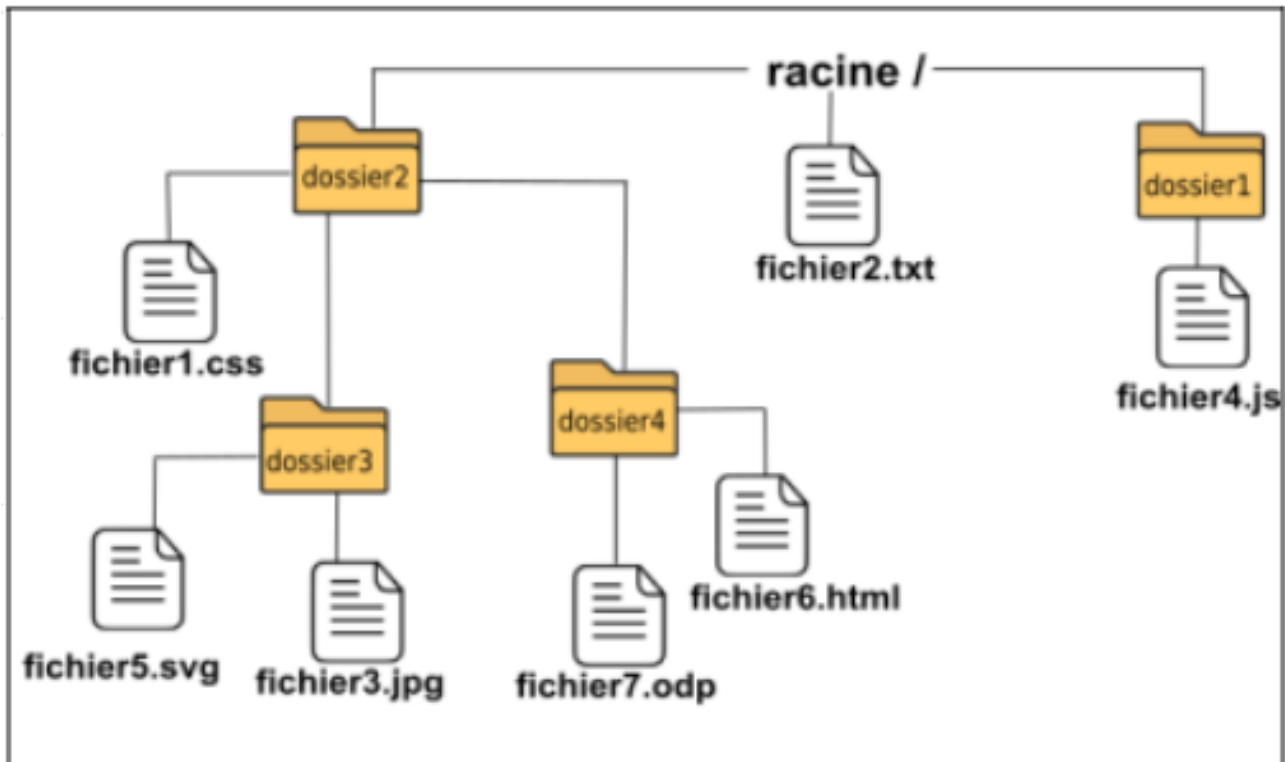 racine /
dossier2
dossier1
fichier2.txt
fichier1.css
fichier4.js
dossier4
dossier3
fichier6.html
fichier5.svg
fichier3.jpg
fichier7.odp